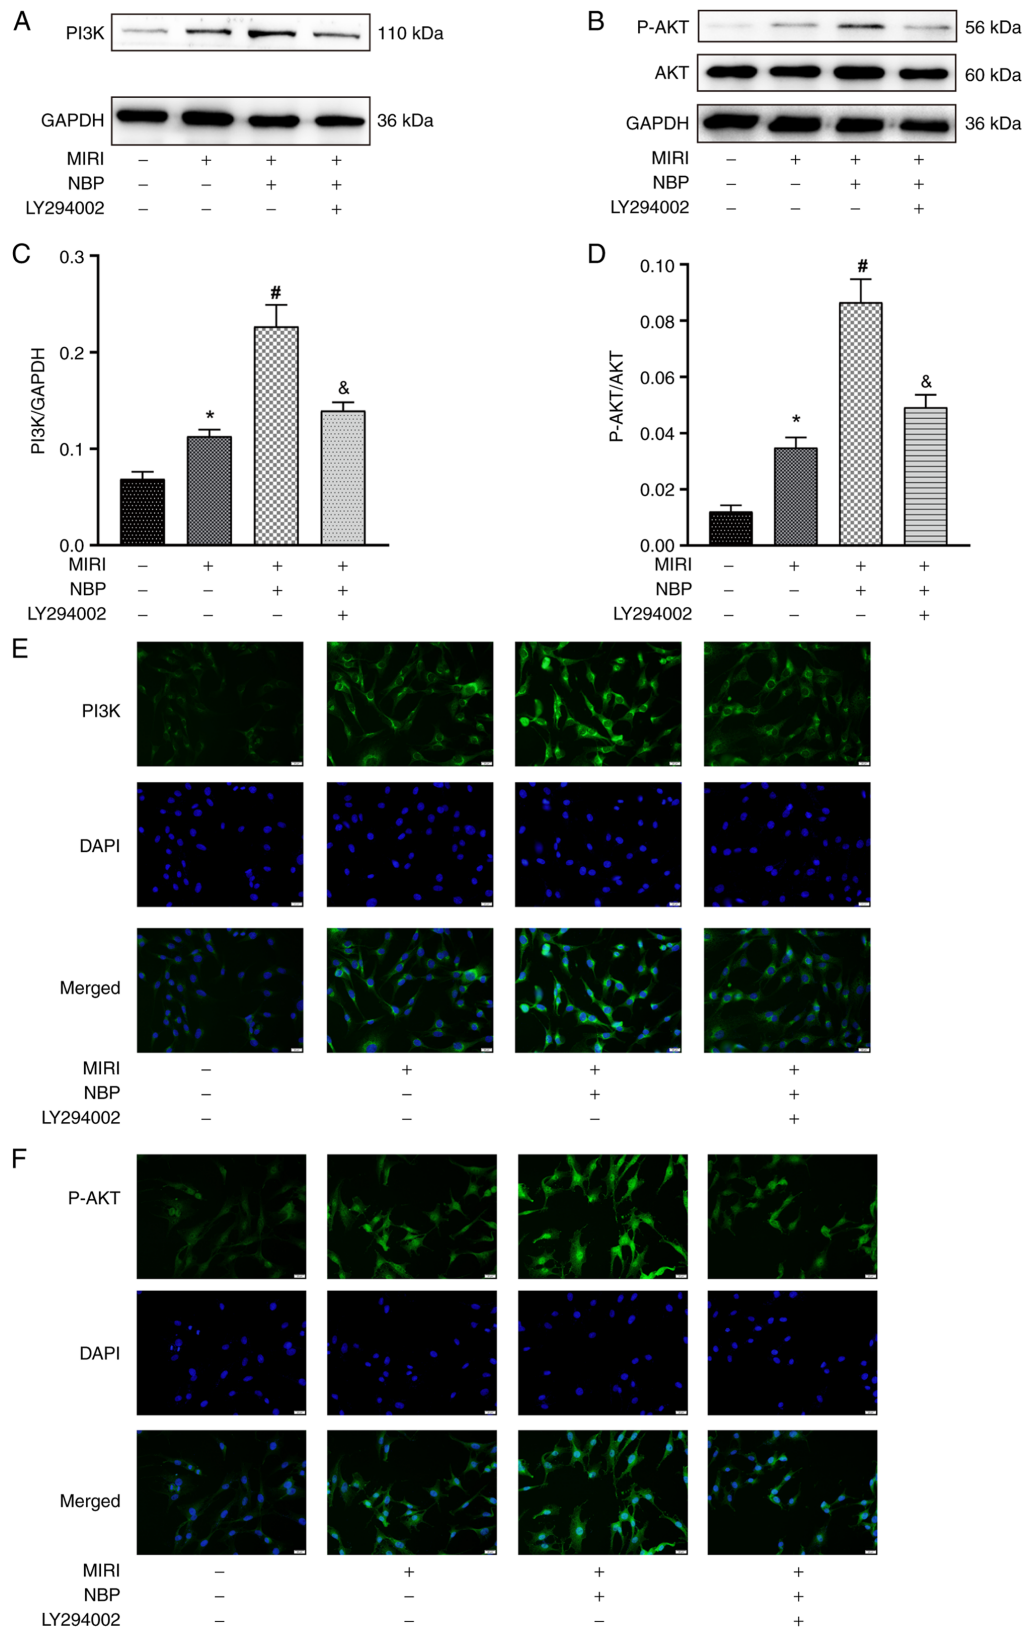 A
PI3K 110 kDa
GAPDH 36 kDa
MIRI – + + +
NBP – – + +
LY294002 – – – +
B
P-AKT 56 kDa
AKT 60 kDa
GAPDH 36 kDa
MIRI – + + +
NBP – – + +
LY294002 – – – +
C
PI3K/GAPDH
0.3
0.2
0.1
0.0
* # &
MIRI – + + +
NBP – – + +
LY294002 – – – +
D
P-AKT/AKT
0.10
0.08
0.06
0.04
0.02
0.00
* # &
MIRI – + + +
NBP – – + +
LY294002 – – – +
E
PI3K
DAPI
Merged
MIRI – + + +
NBP – – + +
LY294002 – – – +
F
P-AKT
DAPI
Merged
MIRI – + + +
NBP – – + +
LY294002 – – – +